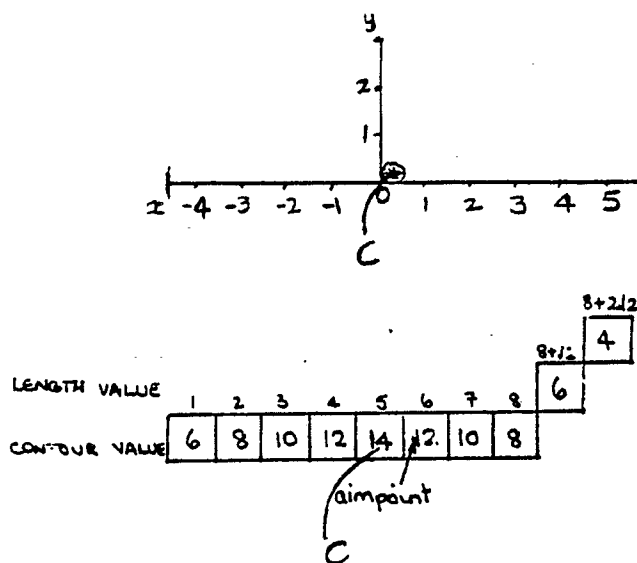 y
2
1
x -4 -3 -2 -1 0 1 2 3 4 5
C
8+2√2
8+√2 4
LENGTH VALUE 1 2 3 4 5 6 7 8 6
CONTOUR VALUE 6 8 10 12 14 12. 10 8
aimpoint
C